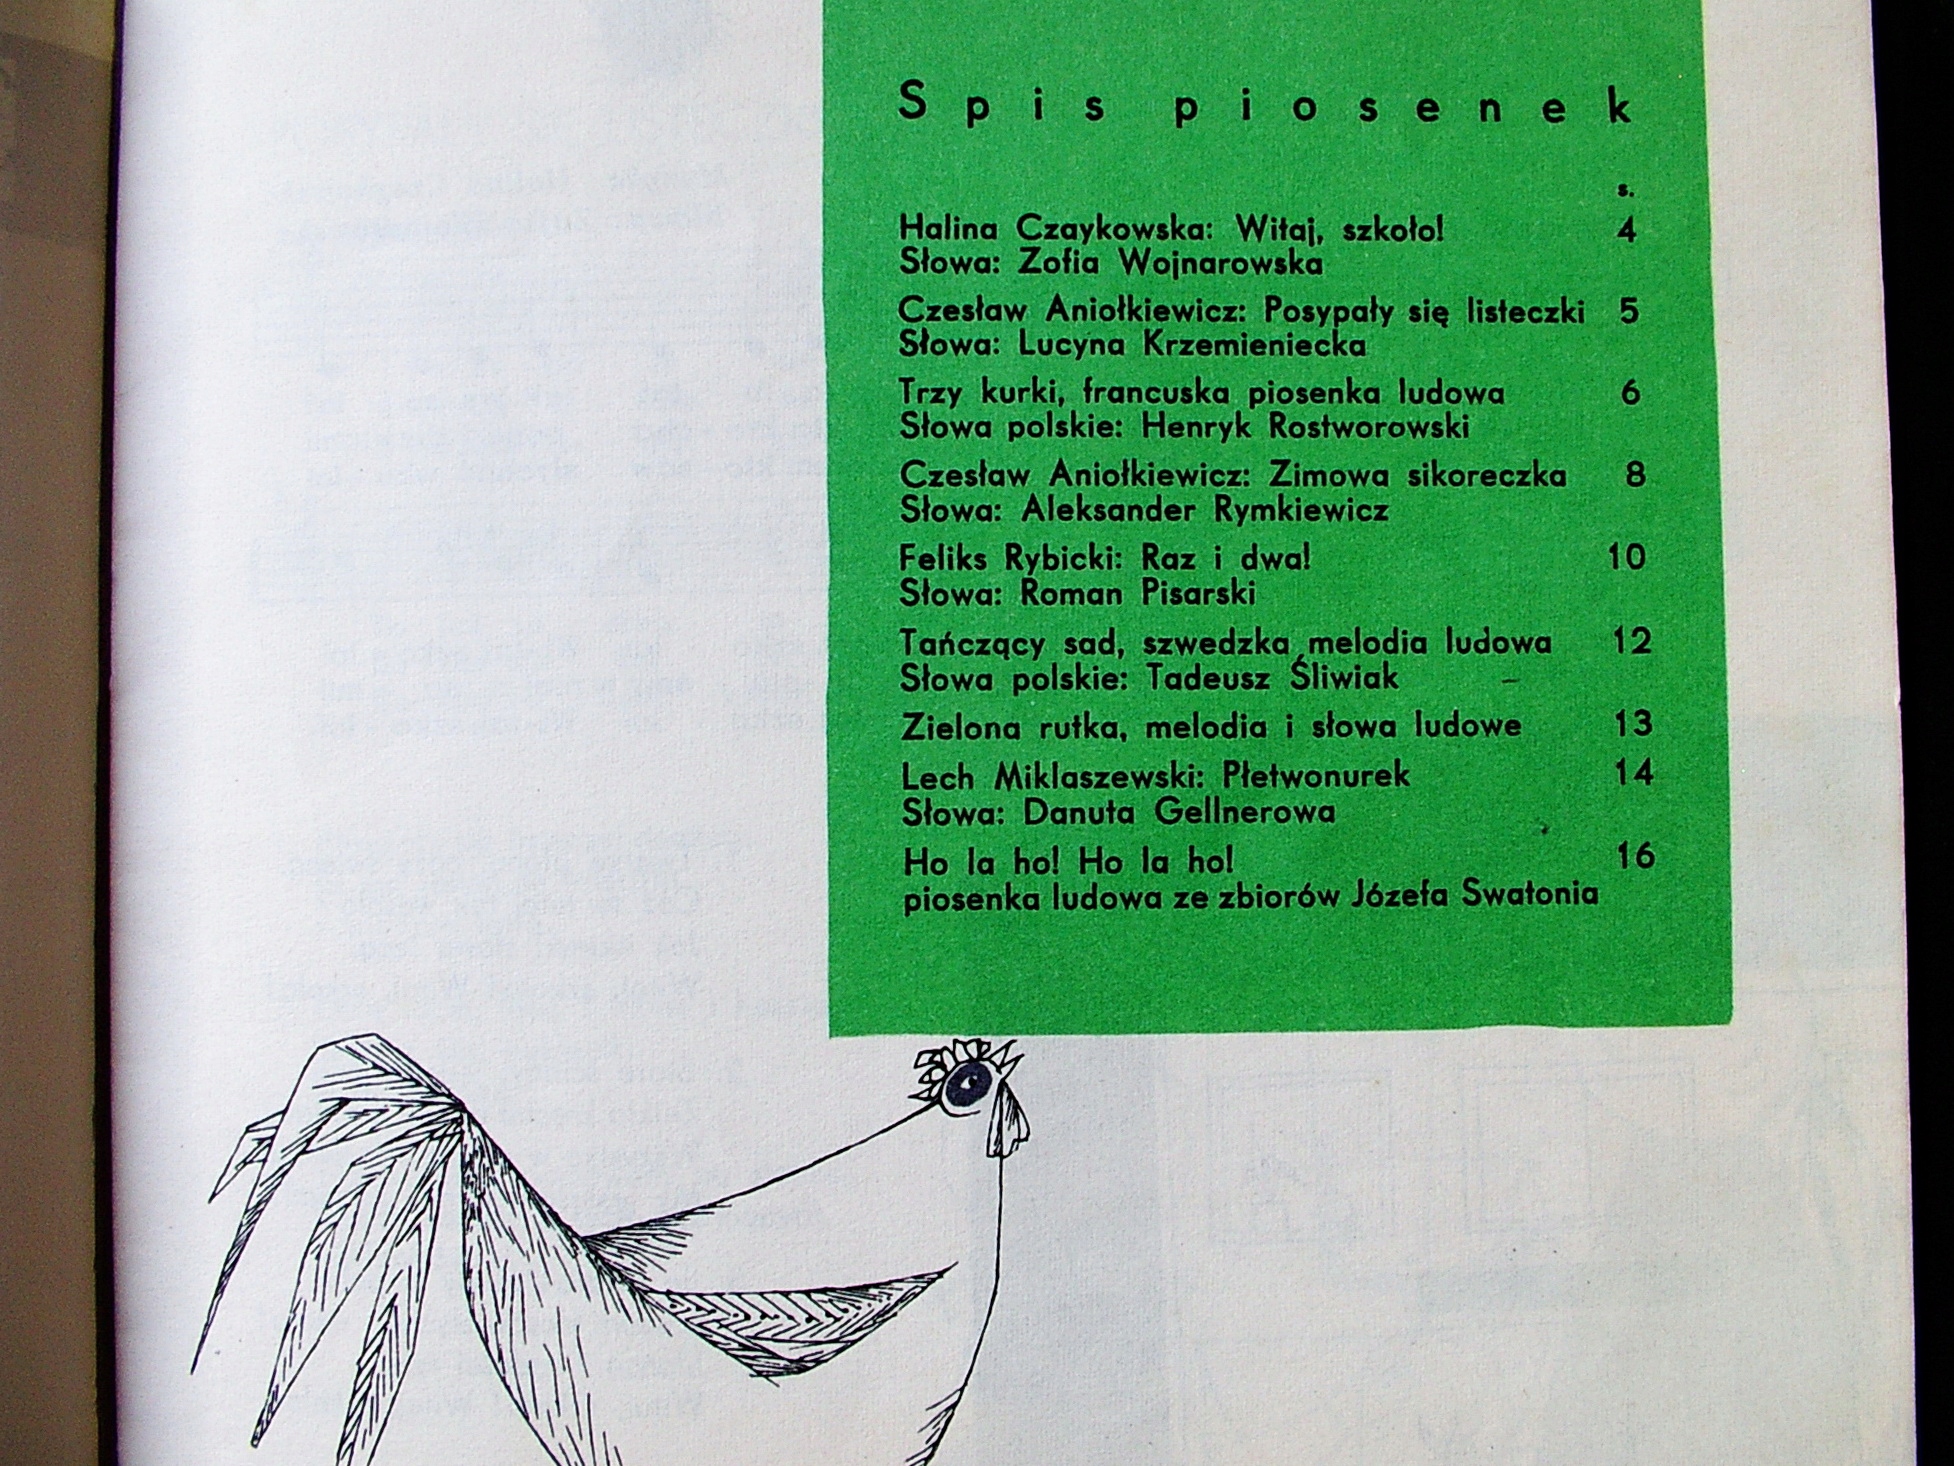 Spis piosenek
s.
Halina Czaykowska: Witaj, szkoło! 4
Słowa: Zofia Wojnarowska
Czesław Aniołkiewicz: Posypały się listeczki 5
Słowa: Lucyna Krzemieniecka
Trzy kurki, francuska piosenka ludowa 6
Słowa polskie: Henryk Rostworowski
Czesław Aniołkiewicz: Zimowa sikoreczka 8
Słowa: Aleksander Rymkiewicz
Feliks Rybicki: Raz i dwa! 10
Słowa: Roman Pisarski
Tańczący sad, szwedzka melodia ludowa 12
Słowa polskie: Tadeusz Śliwiak
Zielona rutka, melodia i słowa ludowe 13
Lech Miklaszewski: Płetwonurek 14
Słowa: Danuta Gellnerowa
Ho la ho! Ho la ho! 16
piosenka ludowa ze zbiorów Józefa Swatonia